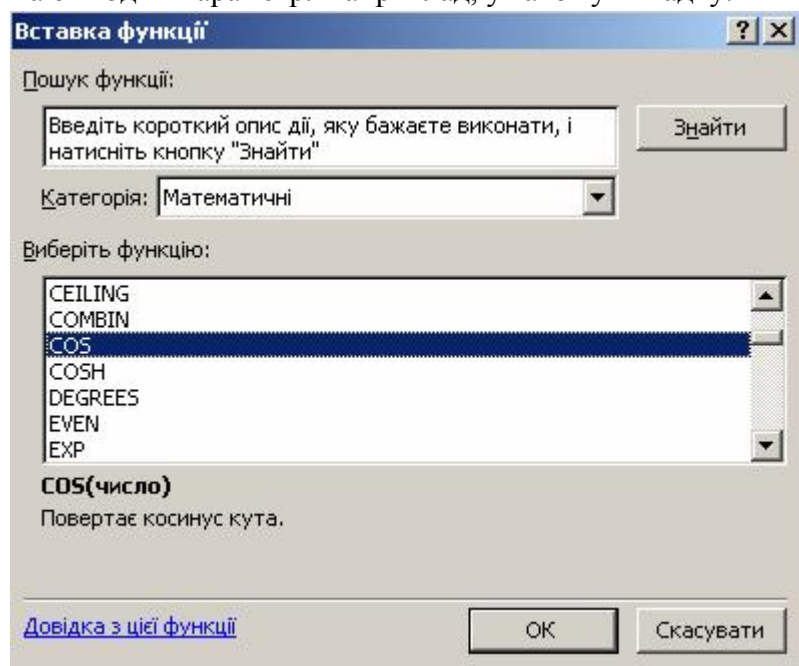 Вставка функції
Пошук функції:
Введіть короткий опис дії, яку бажаєте виконати, і
натисніть кнопку "Знайти"
Знайти
Категорія: Математичні
Виберіть функцію:
CEILING
COMBIN
COS
COSH
DEGREES
EVEN
EXP
COS(число)
Повертає косинус кута.
Довідка з цієї функції
ОК
Скасувати